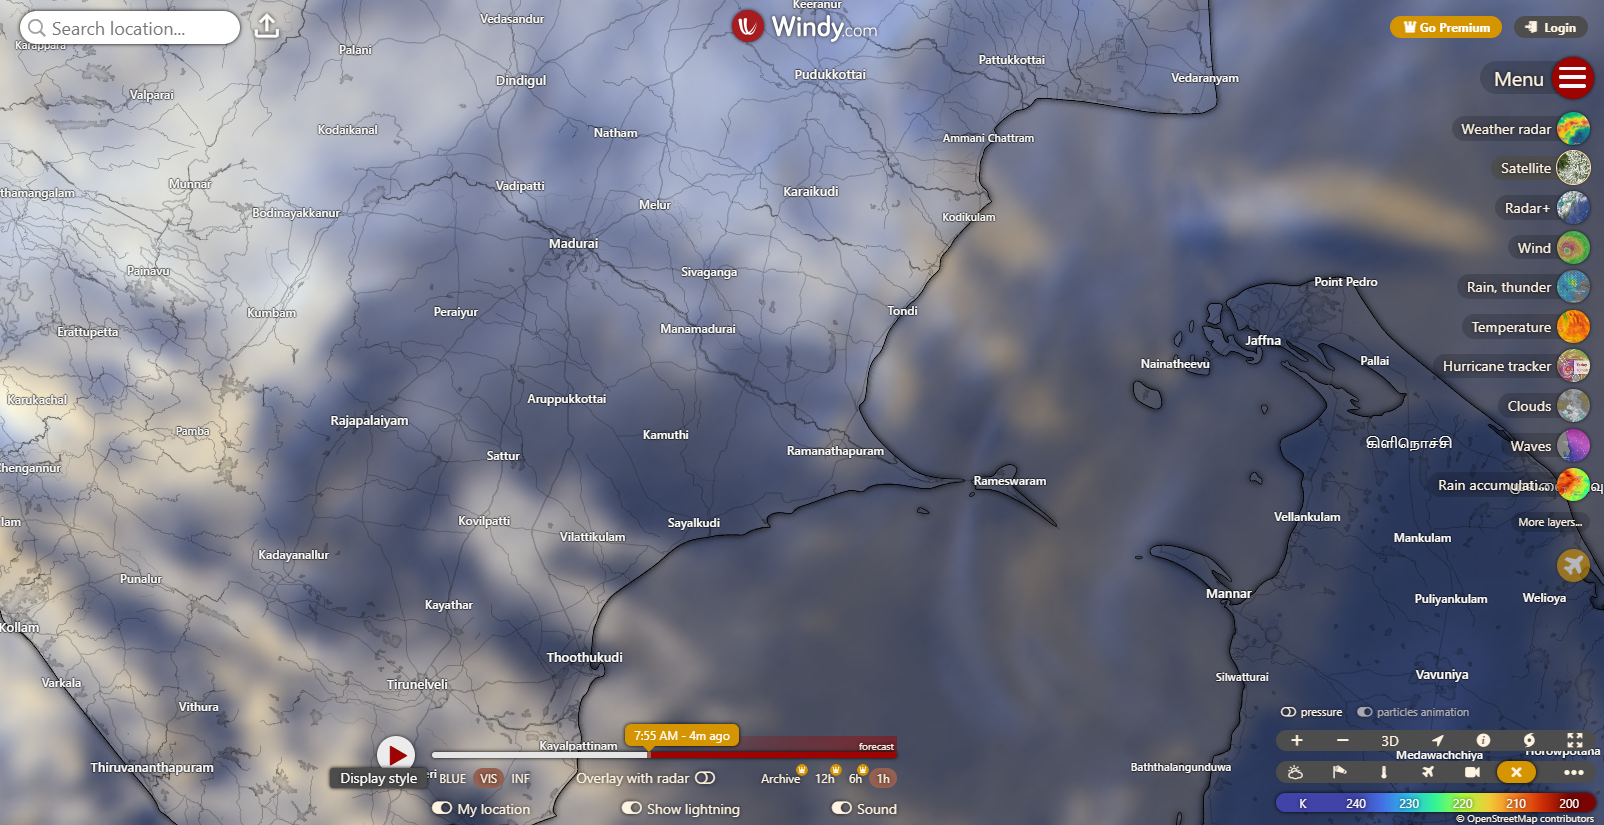 Search location...
Windy.com
Go Premium
Login
Menu
Weather radar
Satellite
Radar+
Wind
Rain, thunder
Temperature
Hurricane tracker
Clouds
Waves
Rain accumulati...
More layers...
Keeranur
Vedasandur
Karappara
Palani
Pattukkottai
Dindigul
Pudukkottai
Vedaranyam
Valparai
Kodaikanal
Natham
Ammani Chattram
Munnar
thamangalam
Vadipatti
Karaikudi
Melur
Bodinayakkanur
Kodikulam
Madurai
Painavu
Sivaganga
Point Pedro
Kumbam
Peraiyur
Tondi
Erattupetta
Manamadurai
Jaffna
Nainatheevu
Pallai
Karukachal
Aruppukkottai
Rajapalaiyam
Pamba
Kamuthi
கிளிநொச்சி
Sattur
Ramanathapuram
Chengannur
Rameswaram
lam
Kovilpatti
Sayalkudi
Vellankulam
Vilattikulam
Mankulam
Kadayanallur
Punalur
Mannar
Puliyankulam
Welioya
Kayathar
Kollam
Thoothukudi
Vavuniya
Silwatturai
Varkala
Tirunelveli
Vithura
Kayalpattinam
Thiruvananthapuram
Baththalangunduwa
Medawachchiya
Horowpotana
7:55 AM - 4m ago
forecast
Display style
eri
BLUE VIS INF
Overlay with radar
Archive 12h 6h 1h
My location
Show lightning
Sound
pressure
particles animation
+ − 3D
K 240 230 220 210 200
© OpenStreetMap contributors